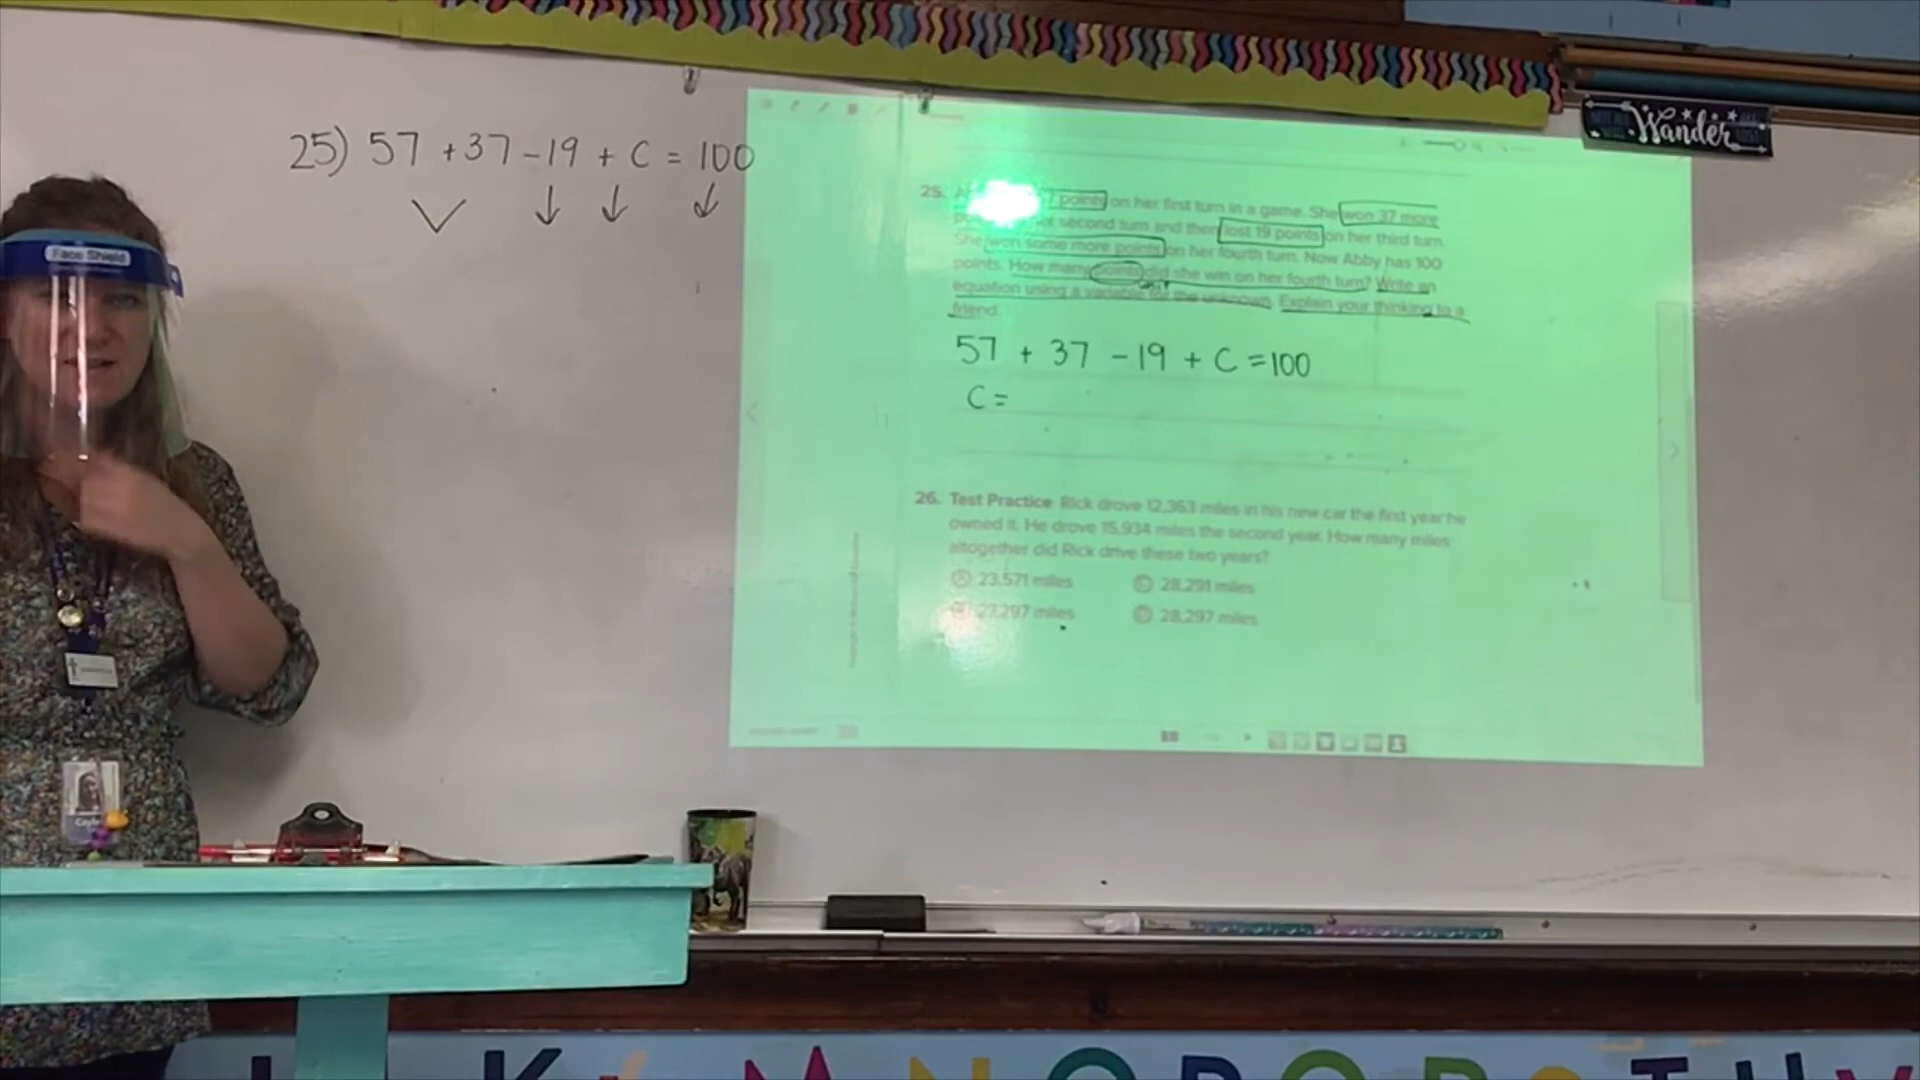 Wander
25) 57 + 37 - 19 + C = 100
Face Shield
25. points on her first turn in a game. She won 37 more
her second turn and then lost 19 points on her third turn.
She won some more points on her fourth turn. Now Abby has 100
points. How many points did she win on her fourth turn? Write an
equation using a variable for the unknown. Explain your thinking to a
friend.
57 + 37 - 19 + C = 100
C =
26. Test Practice Rick drove 12,363 miles in his new car the first year he
owned it. He drove 15,934 miles the second year. How many miles
altogether did Rick drive these two years?
A 23,571 miles C 28,291 miles
27,297 miles D 28,297 miles
K M N O P Q R S T U V